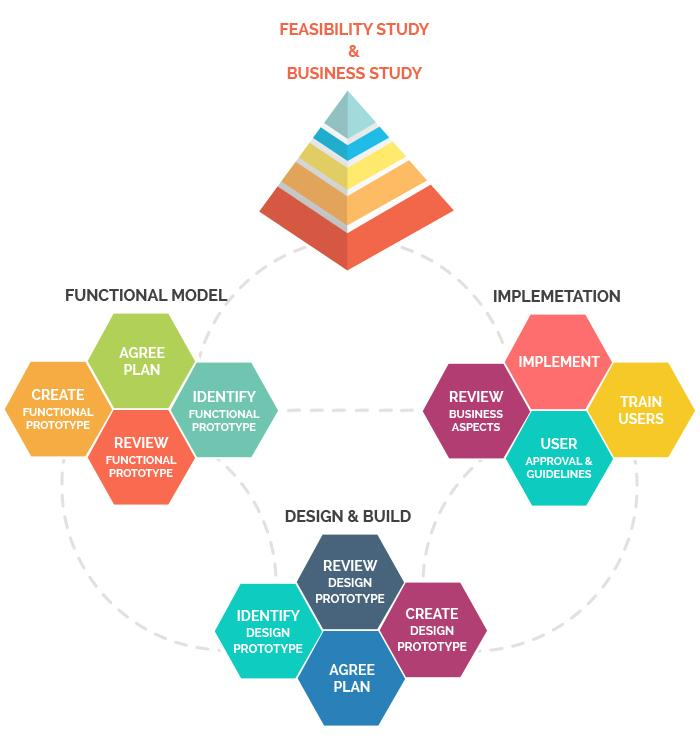 FEASIBILITY STUDY
&
BUSINESS STUDY
FUNCTIONAL MODEL
AGREE
PLAN
CREATE
FUNCTIONAL
PROTOTYPE
IDENTIFY
FUNCTIONAL
PROTOTYPE
REVIEW
FUNCTIONAL
PROTOTYPE
IMPLEMETATION
IMPLEMENT
REVIEW
BUSINESS
ASPECTS
TRAIN
USERS
USER
APPROVAL &
GUIDELINES
DESIGN & BUILD
REVIEW
DESIGN
PROTOTYPE
IDENTIFY
DESIGN
PROTOTYPE
CREATE
DESIGN
PROTOTYPE
AGREE
PLAN